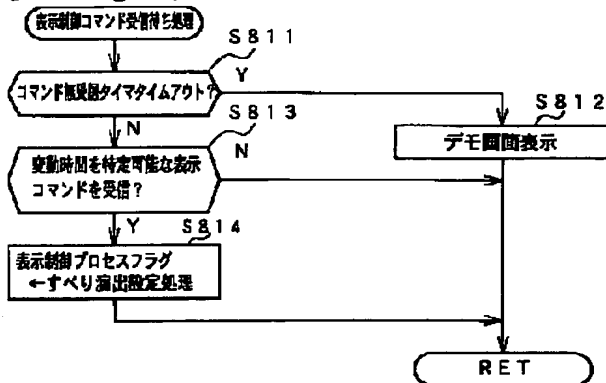 表示制御コマンド受信待ち処理
S811
コマンド無受信タイマタイムアウト?
Y
S812
デモ画面表示
N
S813
変動時間を特定可能な表示
コマンドを受信?
N
Y
S814
表示制御プロセスフラグ
←すべり演出設定処理
RET